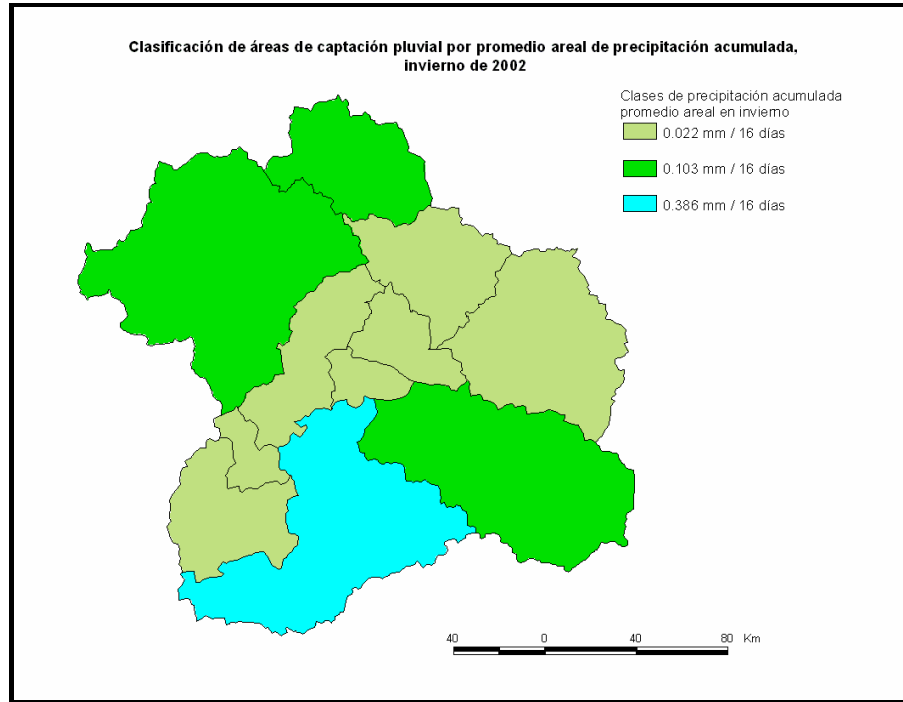 Clasificación de áreas de captación pluvial por promedio areal de precipitación acumulada,
invierno de 2002
Clases de precipitación acumulada
promedio areal en invierno
0.022 mm / 16 días
0.103 mm / 16 días
0.386 mm / 16 días
40 0 40 80 Km